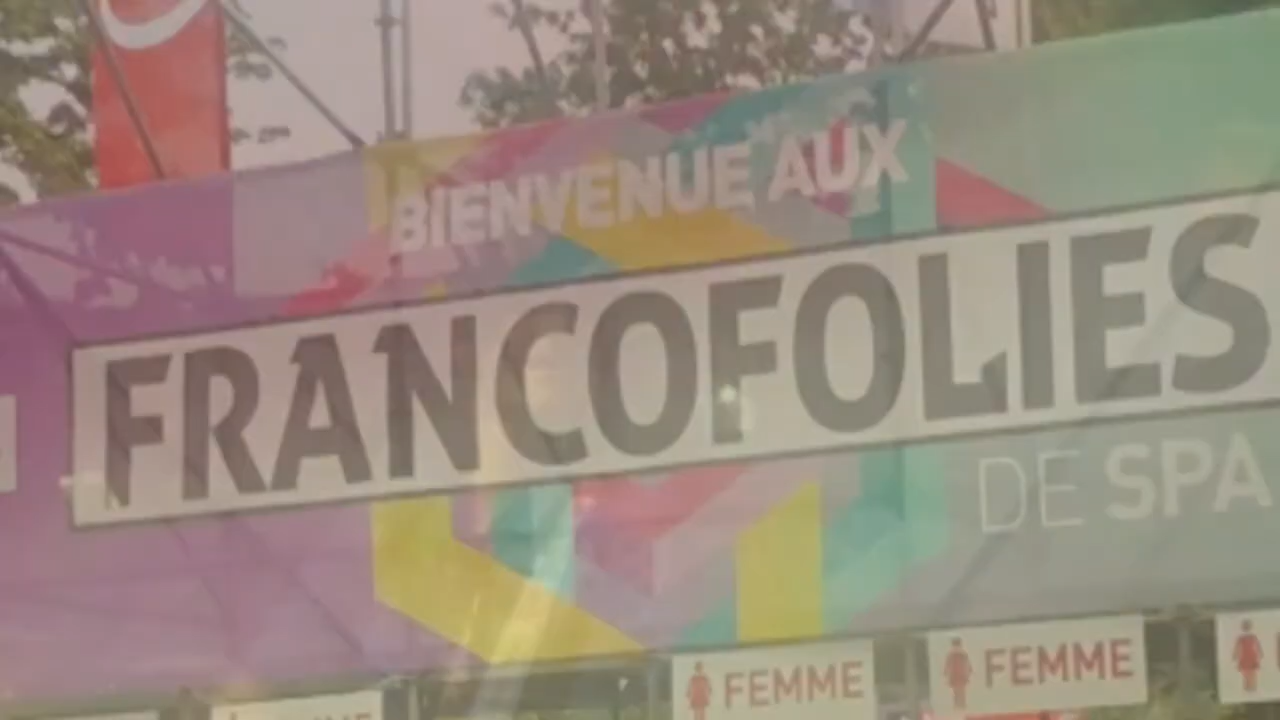 BIENVENUE AUX
FRANCOFOLIES
DE SPA
FEMME
FEMME